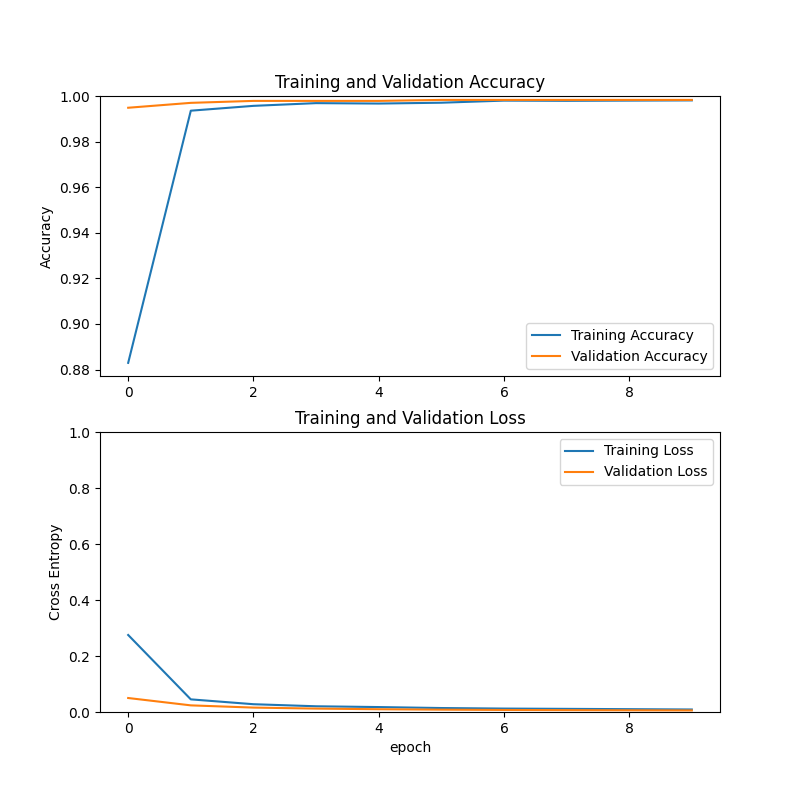 Training and Validation Accuracy
1.00
0.98
0.96
0.94
0.92
0.90
0.88
Accuracy
Training Accuracy
Validation Accuracy
0 2 4 6 8
Training and Validation Loss
1.0
0.8
0.6
0.4
0.2
0.0
Cross Entropy
Training Loss
Validation Loss
0 2 4 6 8
epoch